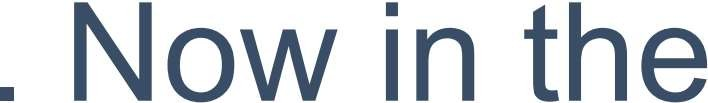 . Now in the